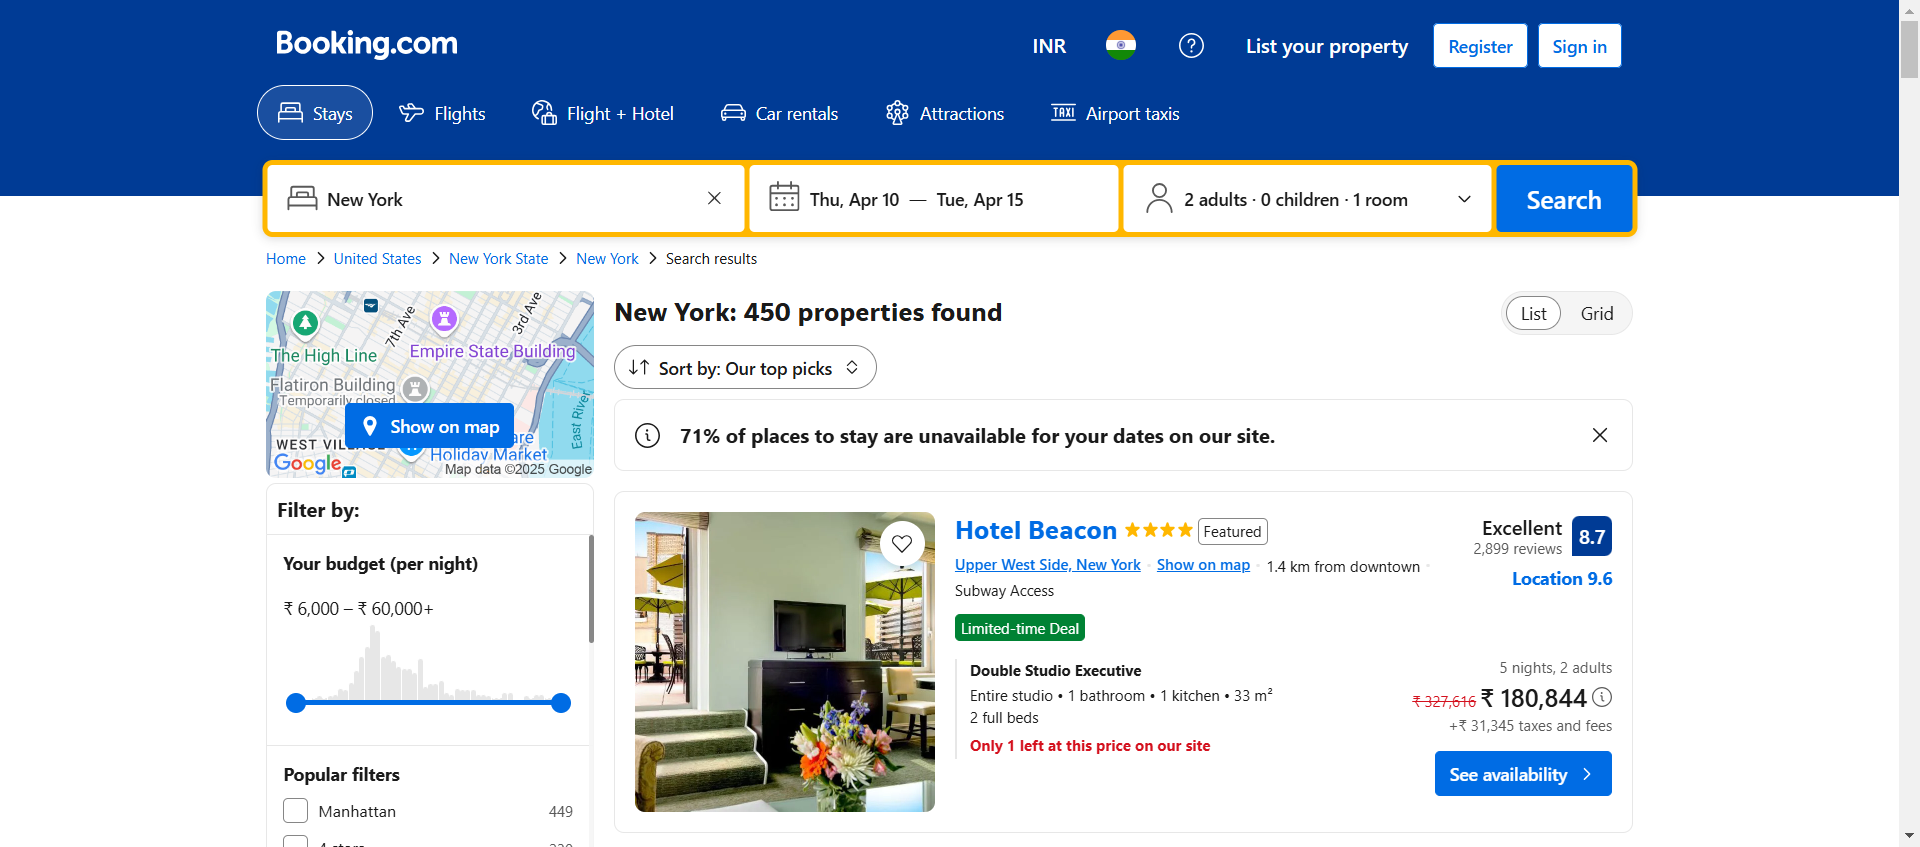 Booking.com
INR
List your property
Register
Sign in
Stays
Flights
Flight + Hotel
Car rentals
Attractions
TAXI Airport taxis
New York
Thu, Apr 10 — Tue, Apr 15
2 adults · 0 children · 1 room
Search
Home > United States > New York State > New York > Search results
7th Ave
3rd Ave
The High Line
Empire State Building
Flatiron Building
Temporarily closed
Show on map
East River
WEST VIL
are
Holiday Market
Google
Map data ©2025 Google
Filter by:
Your budget (per night)
₹ 6,000 – ₹ 60,000+
Popular filters
Manhattan 449
New York: 450 properties found
List
Grid
Sort by: Our top picks
71% of places to stay are unavailable for your dates on our site.
Hotel Beacon
Featured
Upper West Side, New York · Show on map · 1.4 km from downtown ·
Subway Access
Limited-time Deal
Double Studio Executive
Entire studio • 1 bathroom • 1 kitchen • 33 m²
2 full beds
Only 1 left at this price on our site
Excellent
2,899 reviews
8.7
Location 9.6
5 nights, 2 adults
₹ 327,616 ₹ 180,844
+₹ 31,345 taxes and fees
See availability